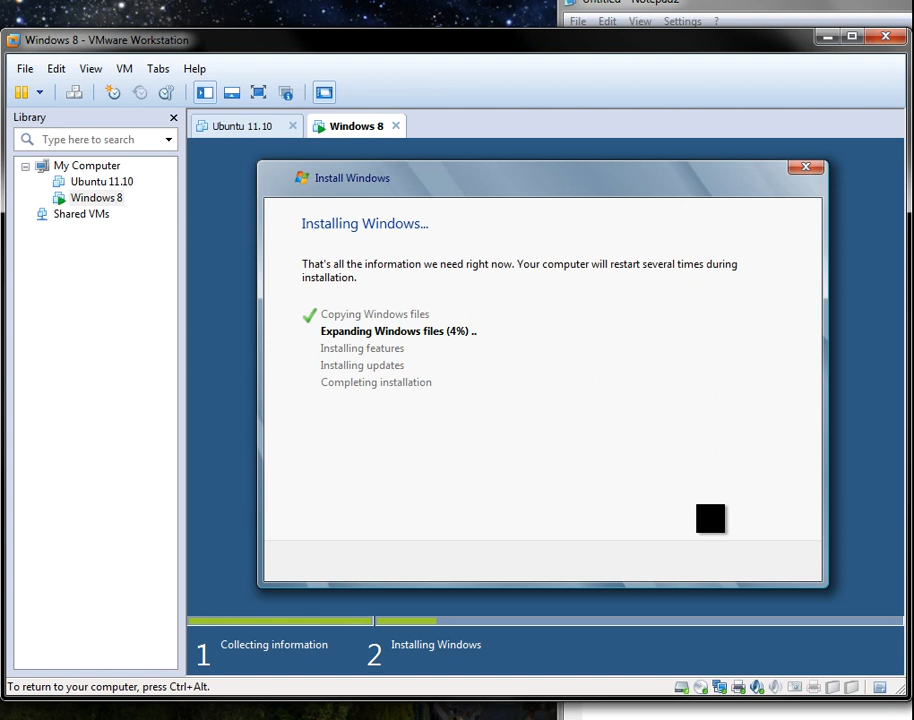 Untitled - Notepad2
File Edit View Settings ?
Windows 8 - VMware Workstation
File Edit View VM Tabs Help
Library
Type here to search
Ubuntu 11.10
Windows 8
My Computer
Ubuntu 11.10
Windows 8
Shared VMs
Install Windows
Installing Windows...
That's all the information we need right now. Your computer will restart several times during
installation.
Copying Windows files
Expanding Windows files (4%) ..
Installing features
Installing updates
Completing installation
1 Collecting information
2 Installing Windows
To return to your computer, press Ctrl+Alt.